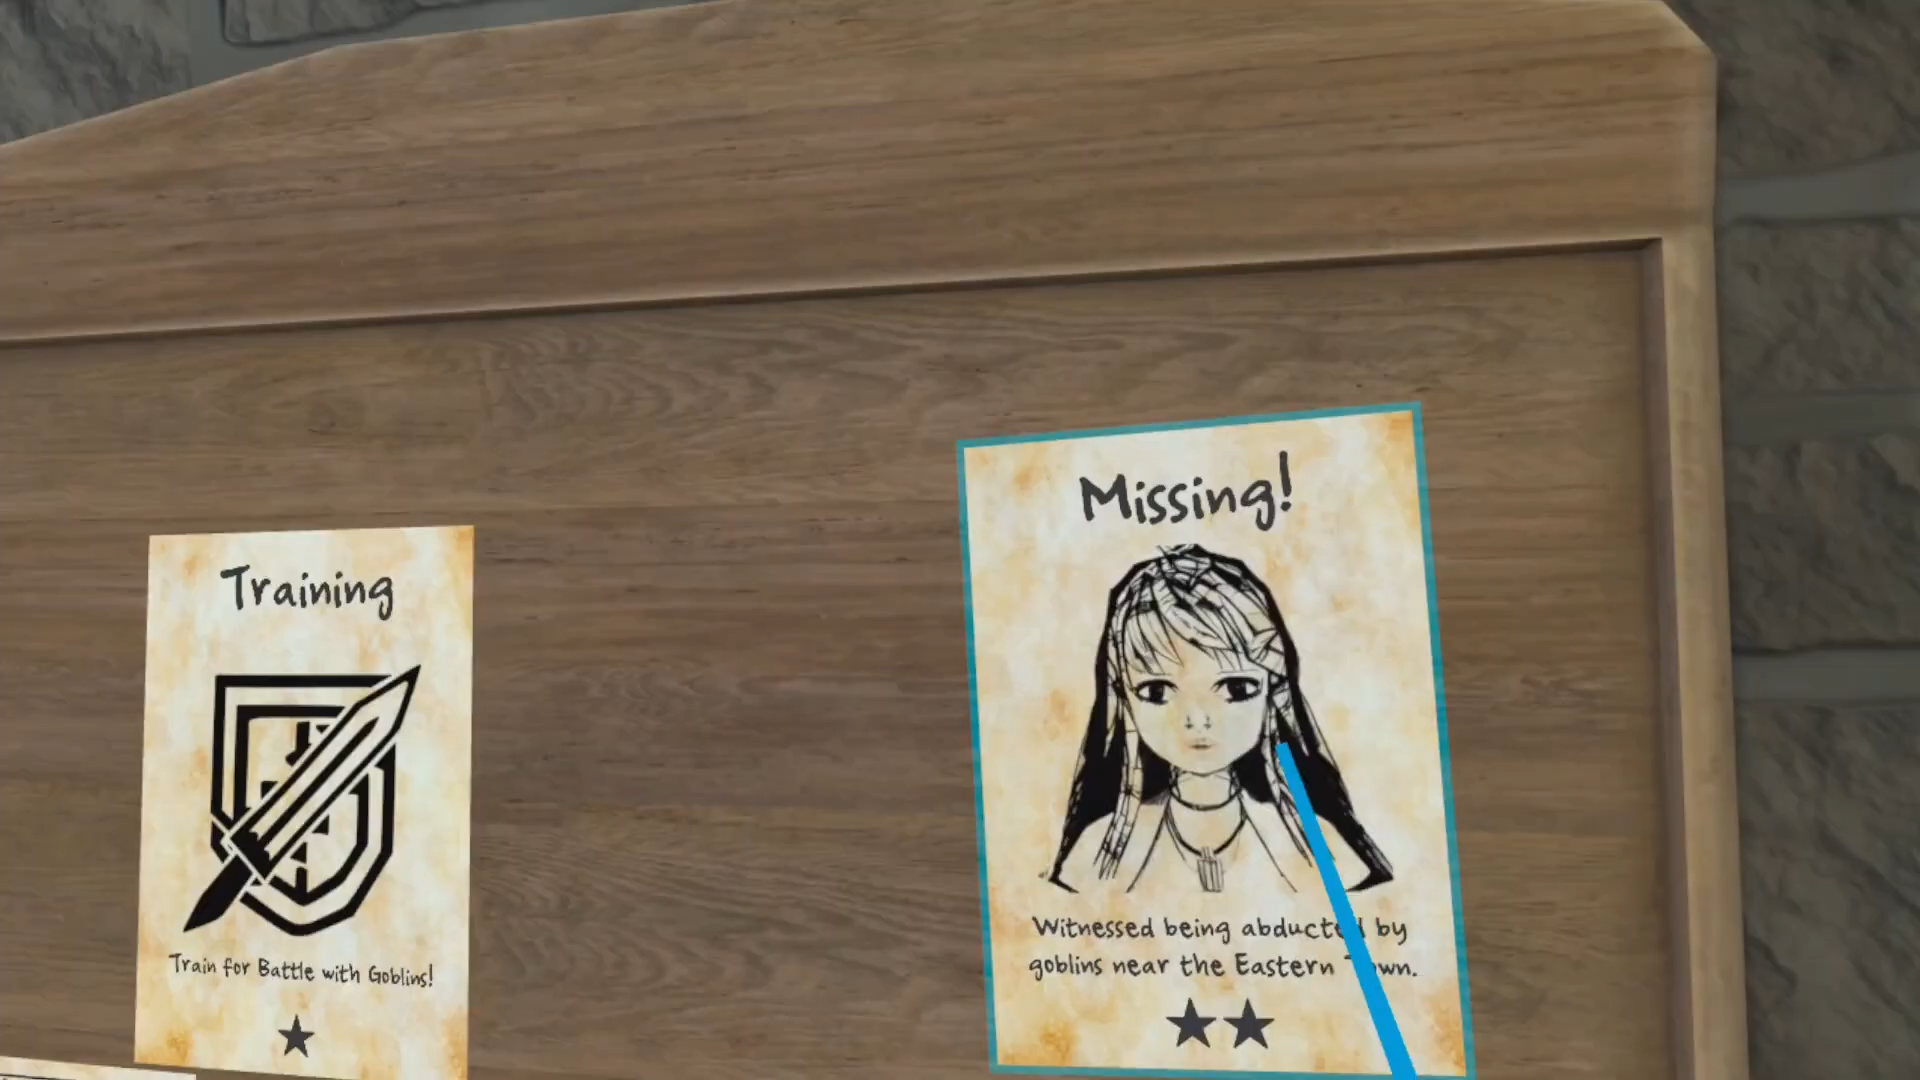 Training
Train for Battle with Goblins!
Missing!
Witnessed being abducted by
goblins near the Eastern Town.